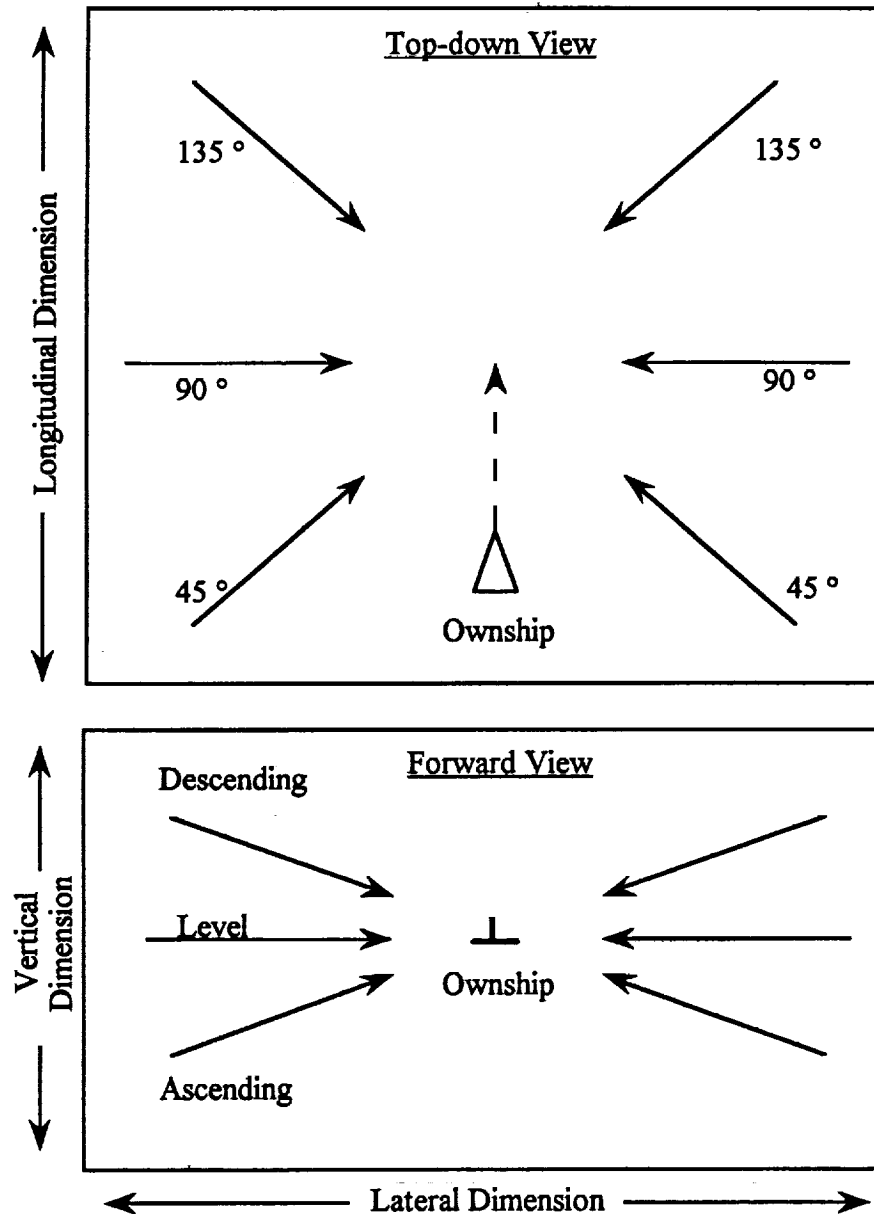 Top-down View
135 °
135 °
Longitudinal Dimension
90 °
90 °
45 °
45 °
Ownship
Forward View
Descending
Level
Vertical
Dimension
Ownship
Ascending
Lateral Dimension